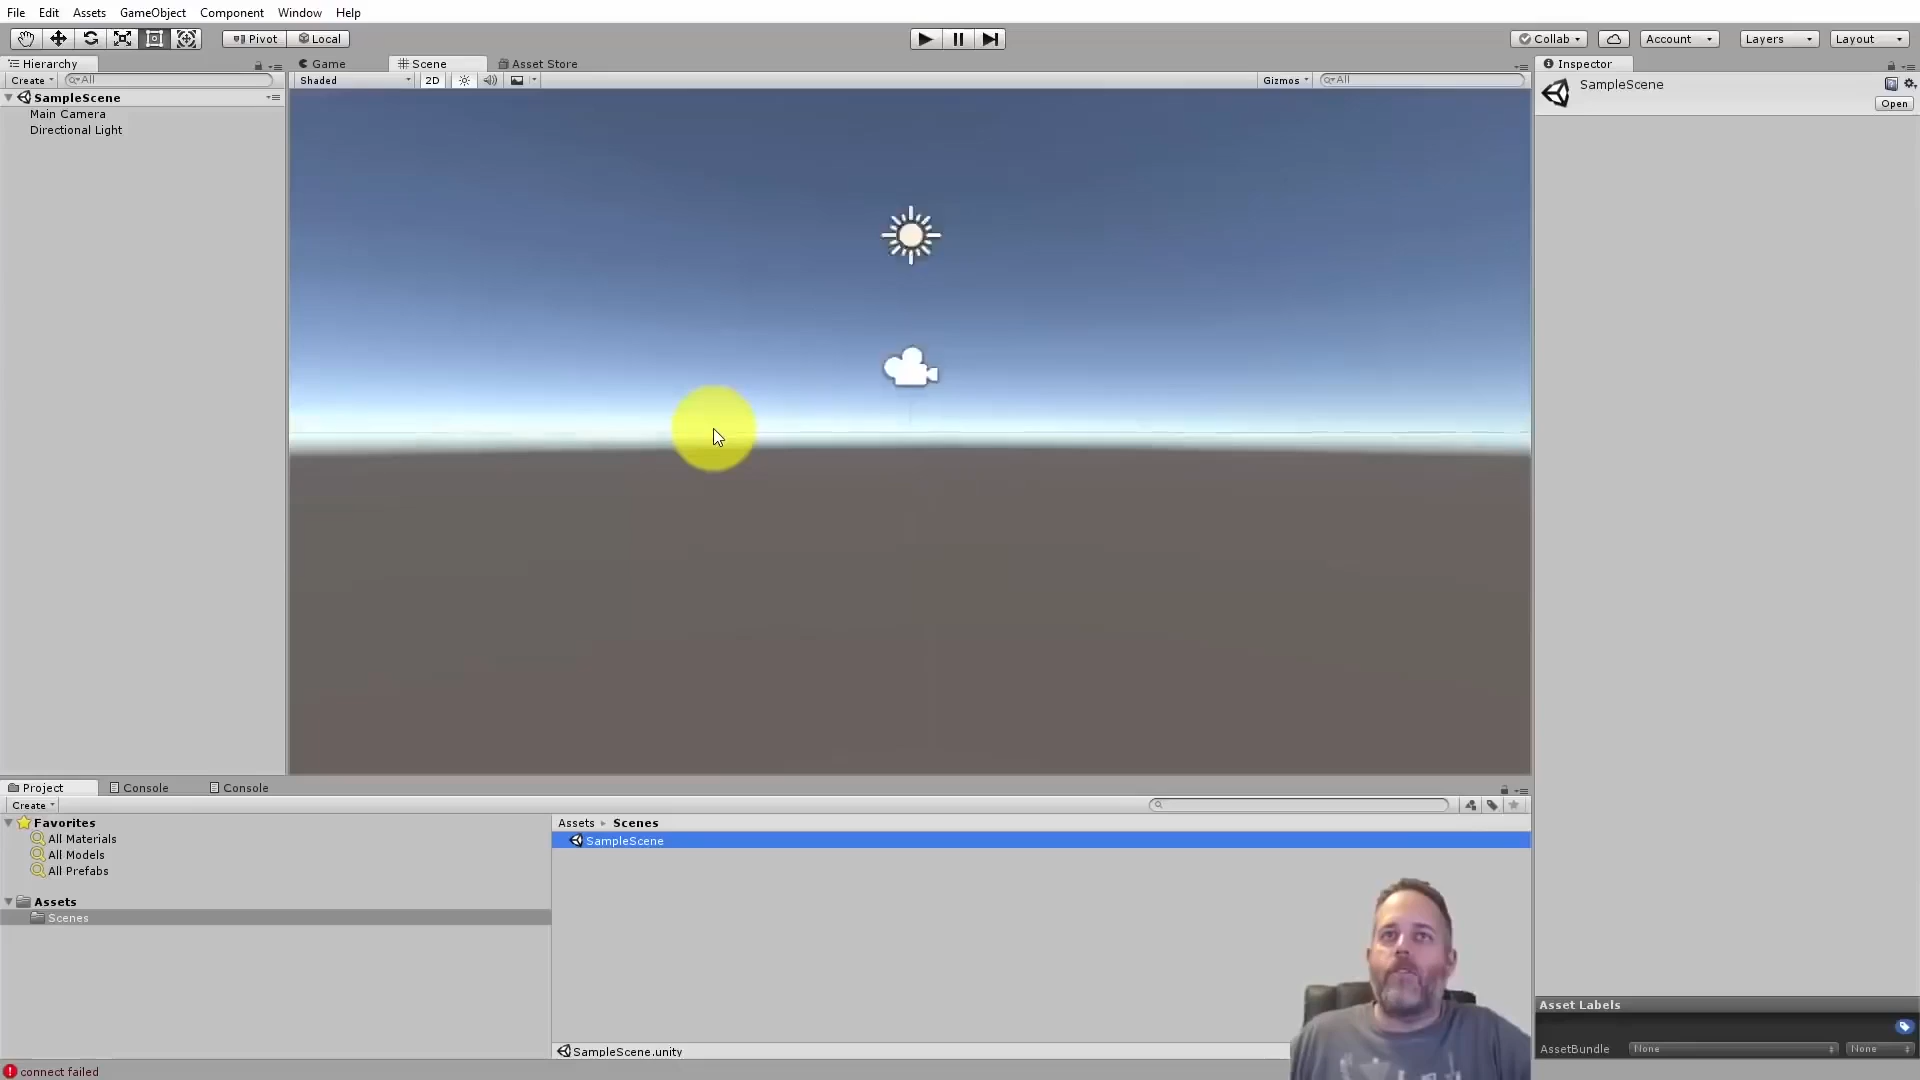 File Edit Assets GameObject Component Window Help
Pivot Local Collab Account Layers Layout
Hierarchy Game Scene Asset Store Inspector
Create All Shaded 2D Gizmos All
SampleScene
Open
SampleScene
Main Camera
Directional Light
Project Console Console
Create
Favorites
All Materials
All Models
All Prefabs
Assets
Scenes
Assets Scenes
SampleScene
SampleScene.unity
Asset Labels
AssetBundle None None
connect failed